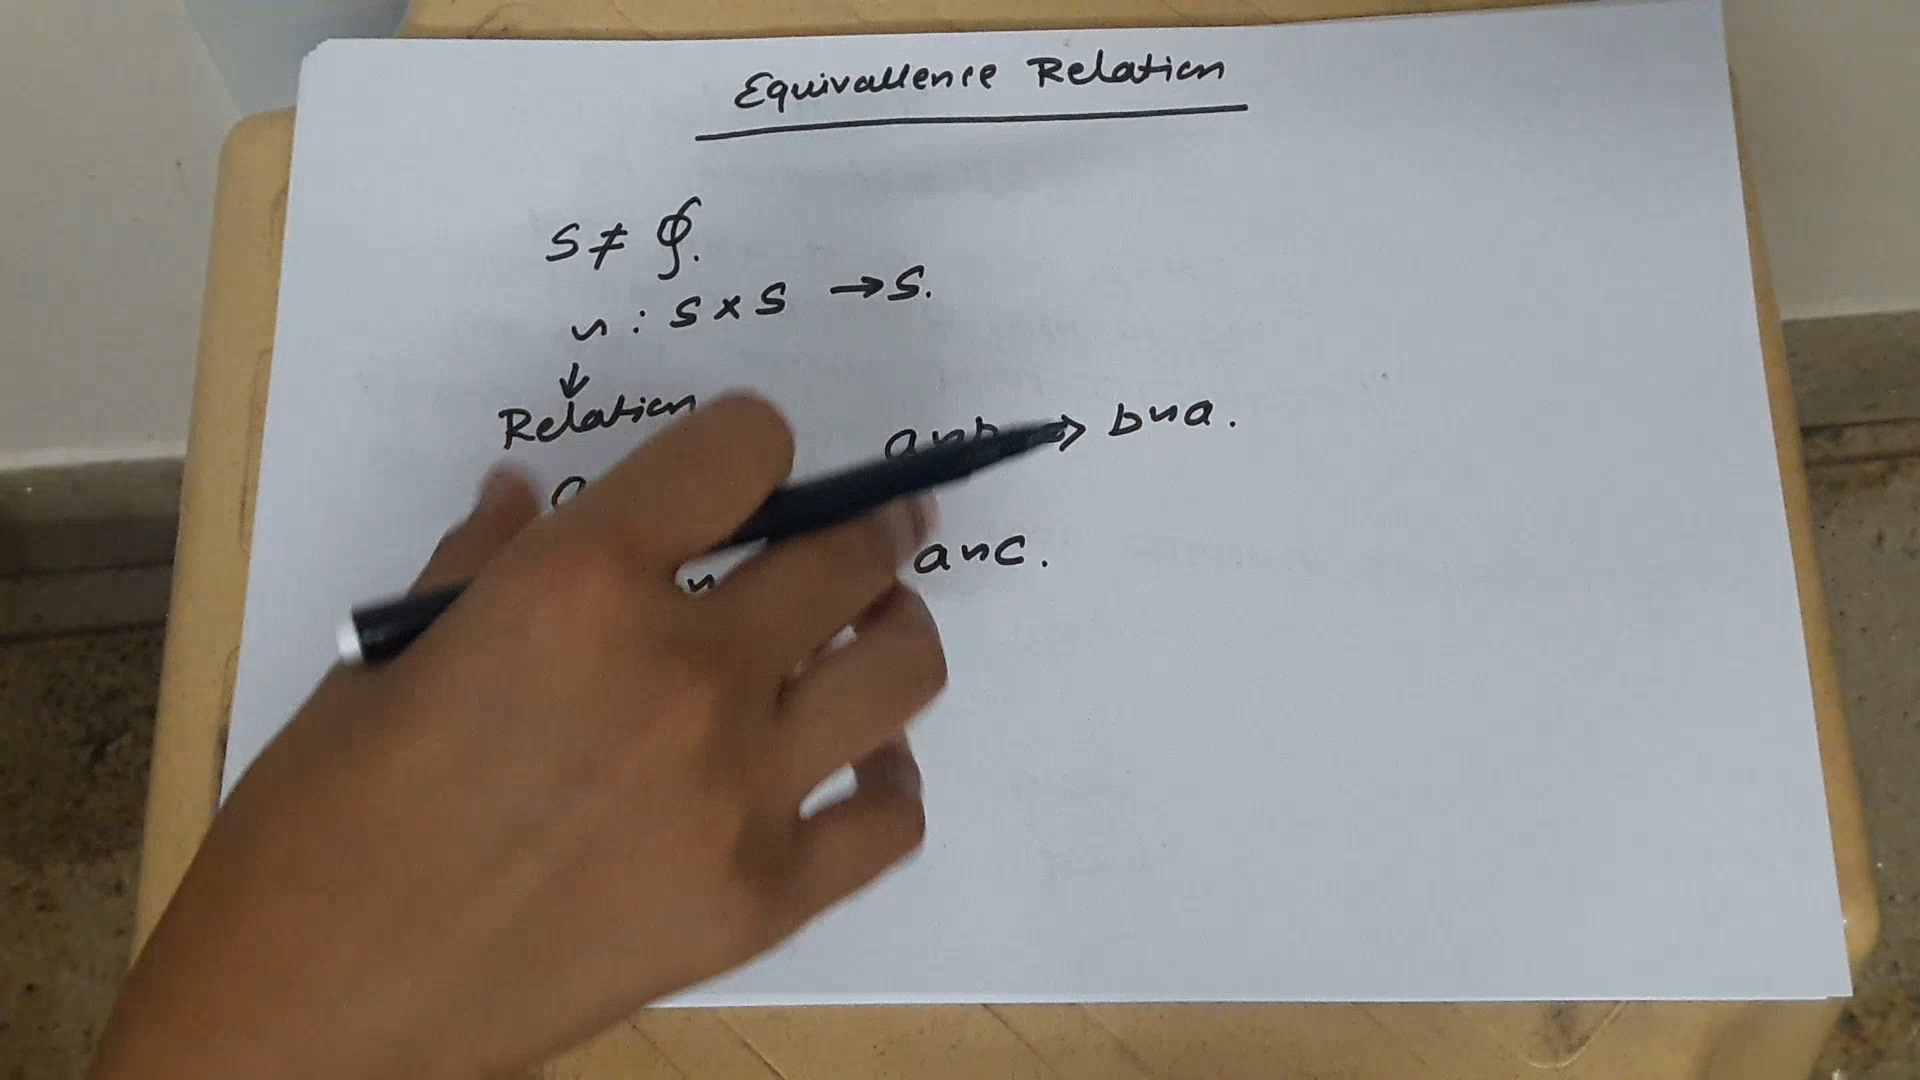 Equivallence Relation
S ≠ φ.
~ : S × S → S.
↓
Relation
a~b => b~a.
~ a~c.